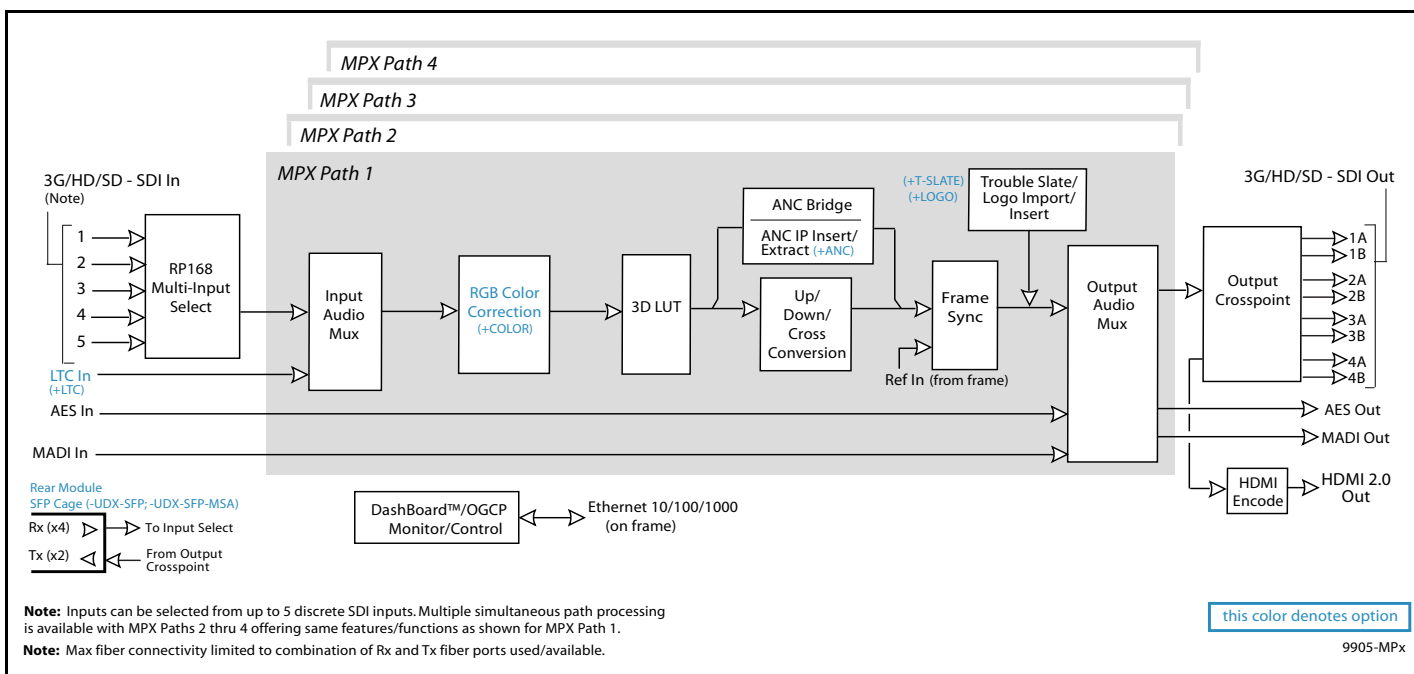 MPX Path 4
MPX Path 3
MPX Path 2
MPX Path 1
3G/HD/SD - SDI In
(Note)
1
2
3
4
5
RP168
Multi-Input
Select
LTC In
(+LTC)
AES In
MADI In
Input
Audio
Mux
RGB Color
Correction
(+COLOR)
3D LUT
ANC Bridge
ANC IP Insert/
Extract (+ANC)
Up/
Down/
Cross
Conversion
(+T-SLATE)
(+LOGO)
Trouble Slate/
Logo Import/
Insert
Frame
Sync
Ref In (from frame)
Output
Audio
Mux
3G/HD/SD - SDI Out
Output
Crosspoint
1A
1B
2A
2B
3A
3B
4A
4B
AES Out
MADI Out
HDMI
Encode
HDMI 2.0
Out
Rear Module
SFP Cage (-UDX-SFP; -UDX-SFP-MSA)
Rx (x4)
To Input Select
Tx (x2)
From Output
Crosspoint
DashBoard™/OGCP
Monitor/Control
Ethernet 10/100/1000
(on frame)
Note: Inputs can be selected from up to 5 discrete SDI inputs. Multiple simultaneous path processing
is available with MPX Paths 2 thru 4 offering same features/functions as shown for MPX Path 1.
Note: Max fiber connectivity limited to combination of Rx and Tx fiber ports used/available.
this color denotes option
9905-MPx